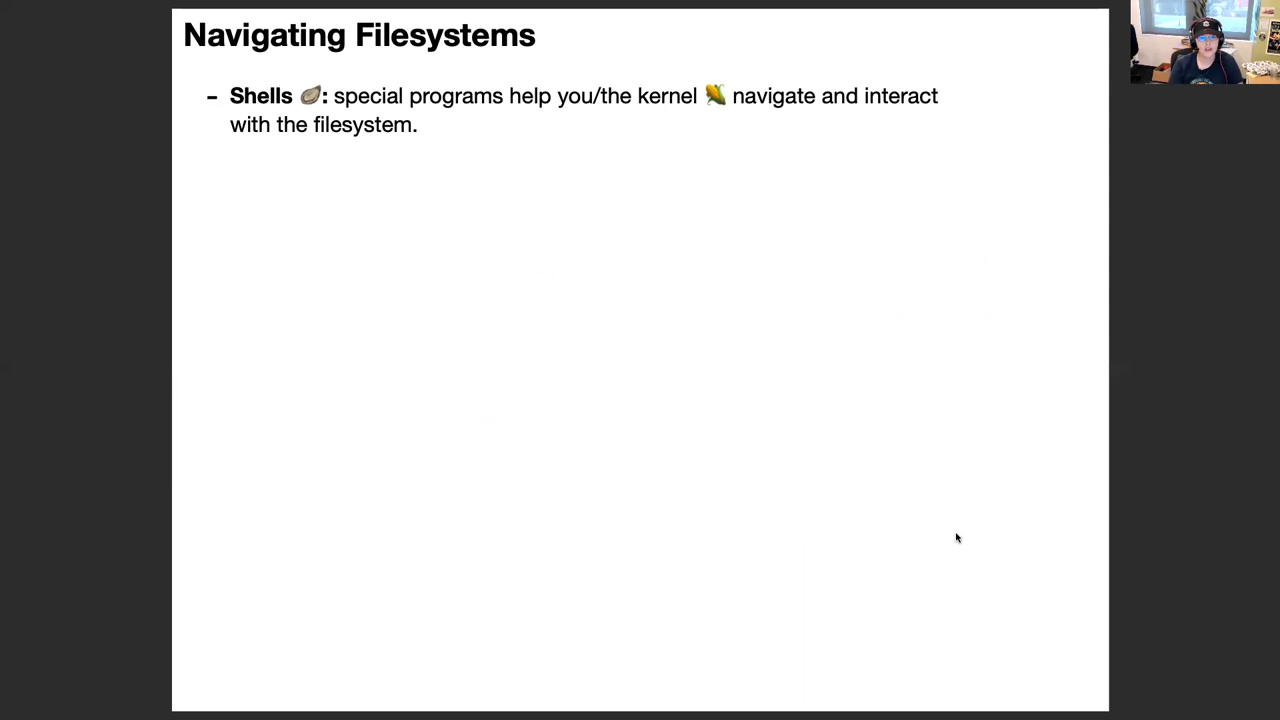 Navigating Filesystems
- Shells 🦪: special programs help you/the kernel 🌽 navigate and interact
with the filesystem.